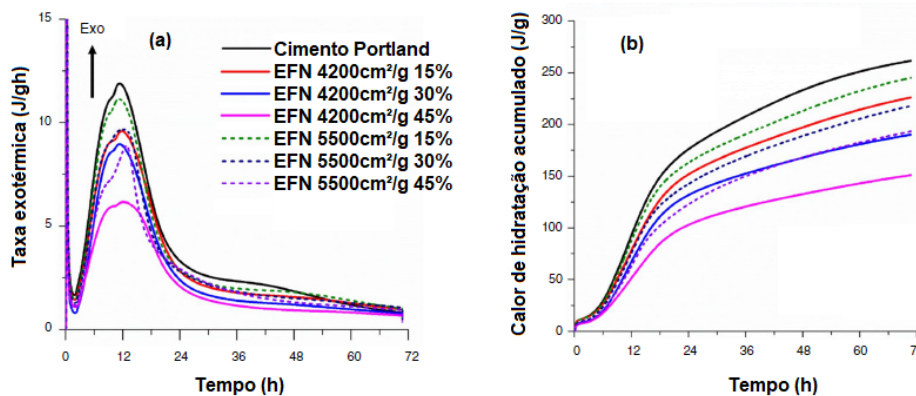 15
10
5
0
Taxa exotérmica (J/gh)
Exo
(a)
Cimento Portland
EFN 4200cm²/g 15%
EFN 4200cm²/g 30%
EFN 4200cm²/g 45%
EFN 5500cm²/g 15%
EFN 5500cm²/g 30%
EFN 5500cm²/g 45%
0 12 24 36 48 60 72
Tempo (h)
Calor de hidratação acumulado (J/g)
300
250
200
150
100
50
0
(b)
0 12 24 36 48 60 7
Tempo (h)